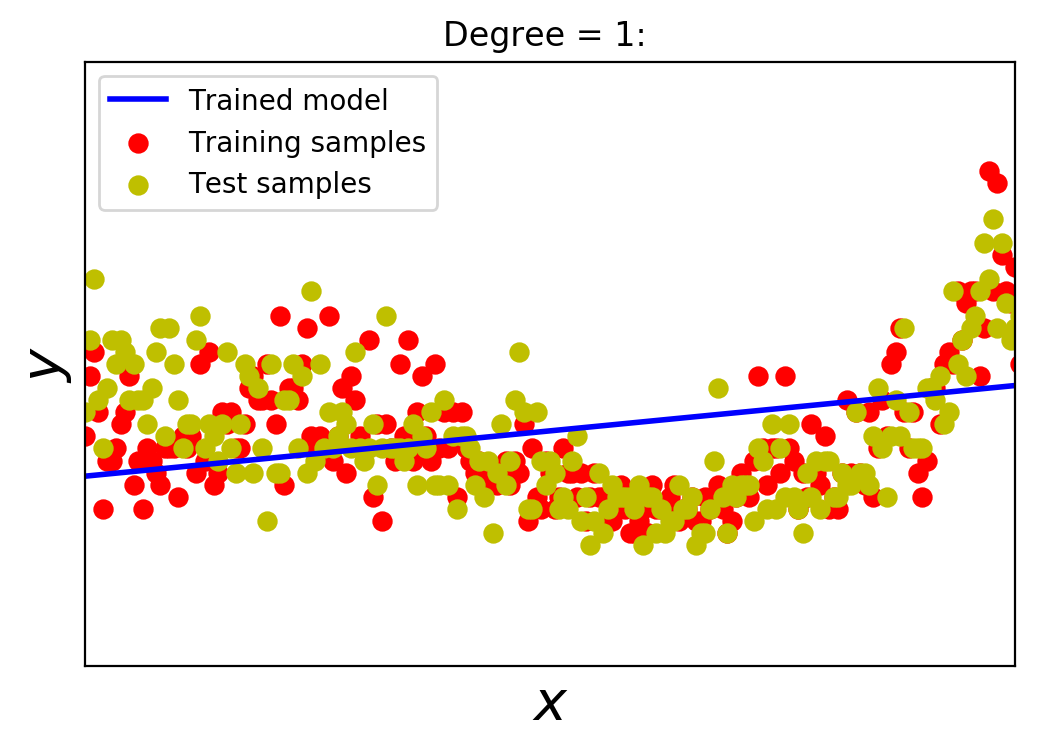 Degree = 1:
Trained model
Training samples
Test samples
y
x